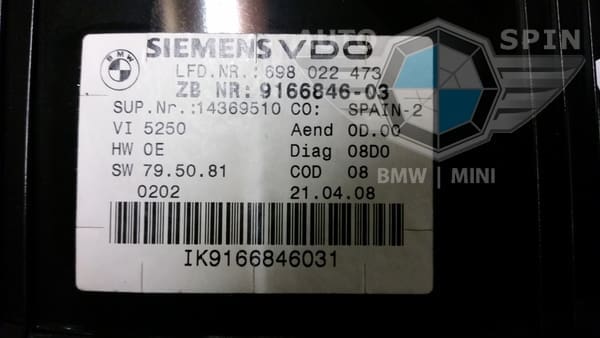 AUTO SPIN
BMW SIEMENS VDO
LFD.NR.: 698 022 473
ZB NR: 9166846-03
SUP.Nr.:14369510 CO: SPAIN-2
VI 5250 Aend 0D.00
HW 0E Diag 08D0
SW 79.50.81 COD 08
0202 21.04.08
BMW | MINI
IK9166846031